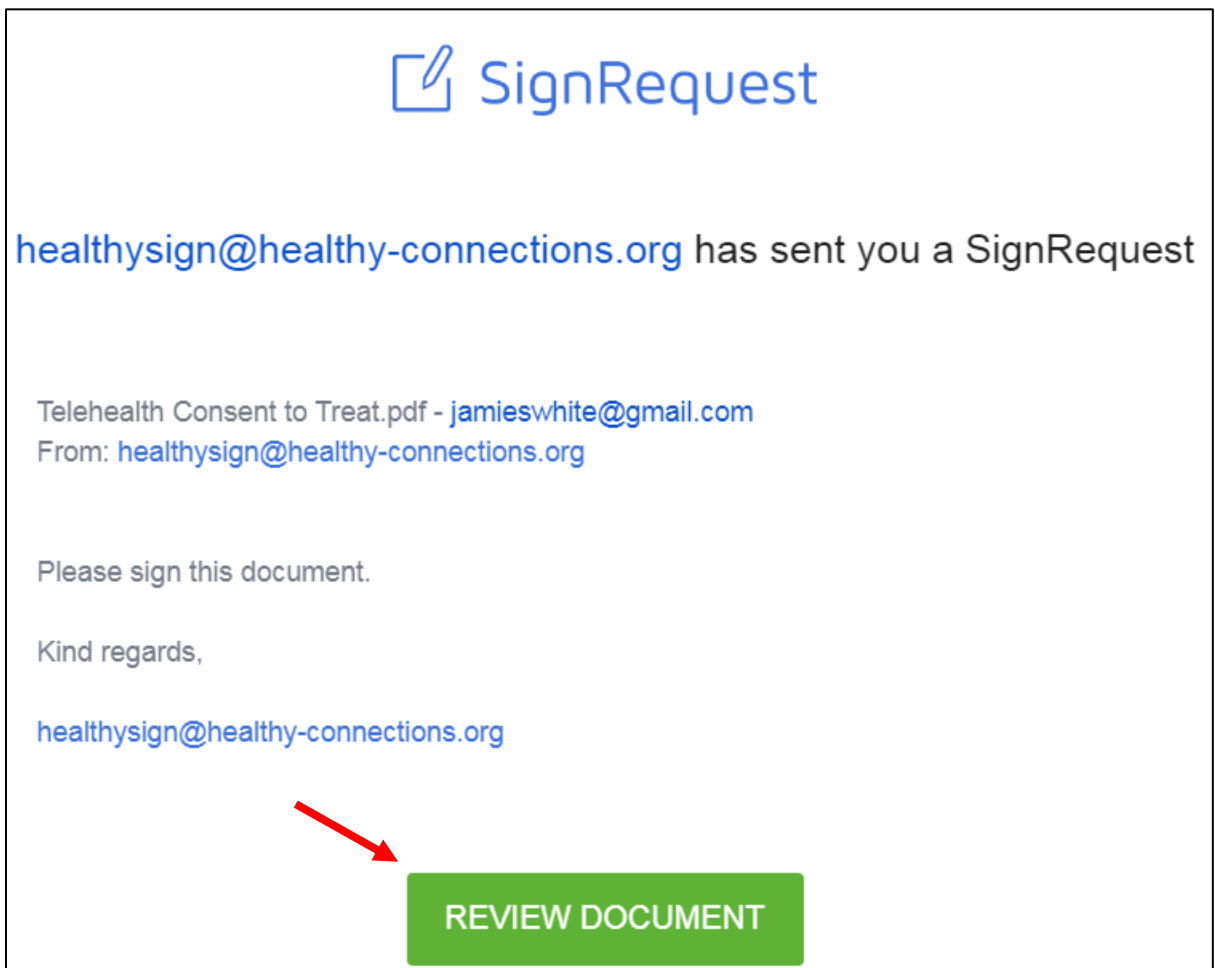 SignRequest
healthysign@healthy-connections.org has sent you a SignRequest
Telehealth Consent to Treat.pdf - jamieswhite@gmail.com
From: healthysign@healthy-connections.org
Please sign this document.
Kind regards,
healthysign@healthy-connections.org
REVIEW DOCUMENT